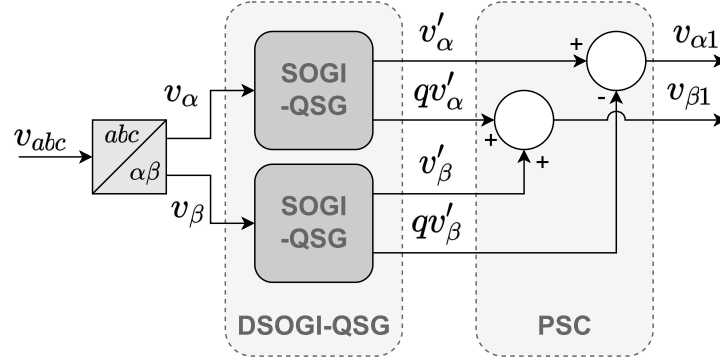 v′α
vα1
+
SOGI
-QSG
vα
qv′α
-
vβ1
vabc
abc
αβ
+
+
v′β
vβ
SOGI
-QSG
qv′β
DSOGI-QSG
PSC